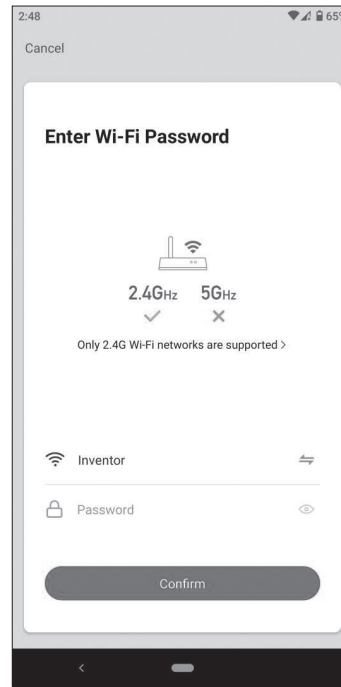 2:48
65%
Cancel
Enter Wi-Fi Password
2.4GHz 5GHz
Only 2.4G Wi-Fi networks are supported >
Inventor
Password
Confirm